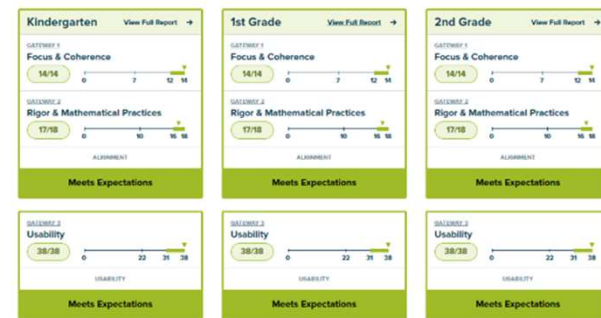 Kindergarten View Full Report →
GATEWAY 1
Focus & Coherence
14/14
0 7 12 14
GATEWAY 2
Rigor & Mathematical Practices
17/18
0 10 16 18
ALIGNMENT
Meets Expectations
GATEWAY 3
Usability
38/38
0 22 31 38
USABILITY
Meets Expectations
1st Grade View Full Report →
GATEWAY 1
Focus & Coherence
14/14
0 7 12 14
GATEWAY 2
Rigor & Mathematical Practices
17/18
0 10 16 18
ALIGNMENT
Meets Expectations
GATEWAY 3
Usability
38/38
0 22 31 38
USABILITY
Meets Expectations
2nd Grade View Full Report →
GATEWAY 1
Focus & Coherence
14/14
0 7 12 14
GATEWAY 2
Rigor & Mathematical Practices
17/18
0 10 16 18
ALIGNMENT
Meets Expectations
GATEWAY 3
Usability
38/38
0 22 31 38
USABILITY
Meets Expectations